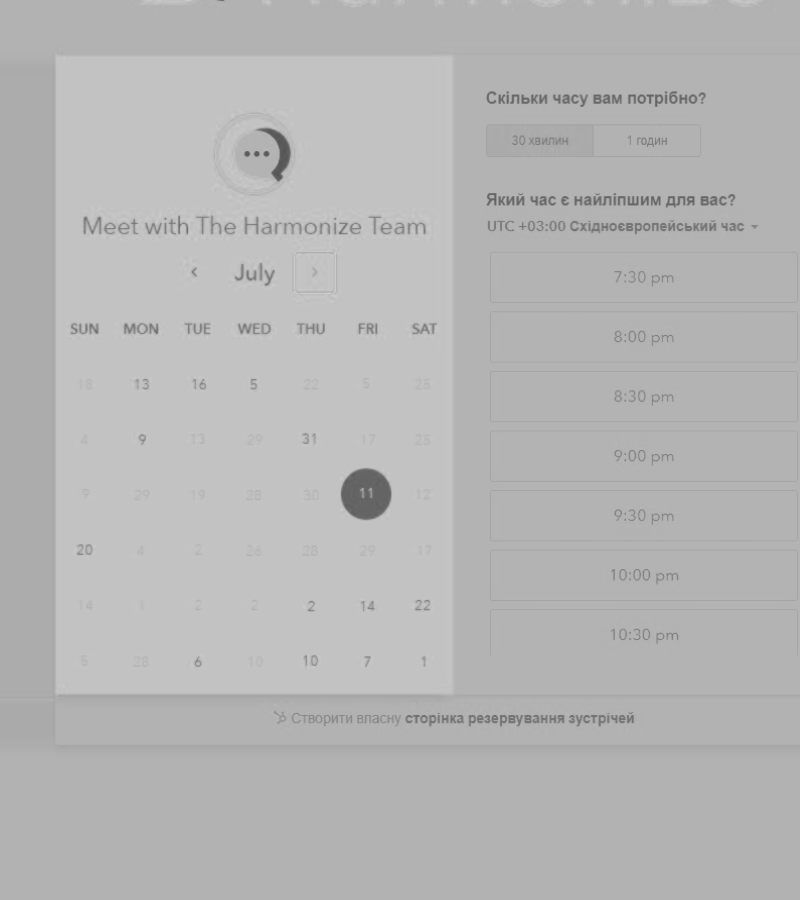 Meet with The Harmonize Team
‹ July ›
SUN MON TUE WED THU FRI SAT
18 13 16 5 22 5 25
4 9 13 29 31 17 25
9 29 19 28 30 11 12
20 4 2 26 28 29 17
14 1 2 2 2 14 22
5 28 6 10 10 7 1
Скільки часу вам потрібно?
30 хвилин 1 годин
Який час є найліпшим для вас?
UTC +03:00 Східноєвропейський час
7:30 pm
8:00 pm
8:30 pm
9:00 pm
9:30 pm
10:00 pm
10:30 pm
Створити власну сторінка резервування зустрічей